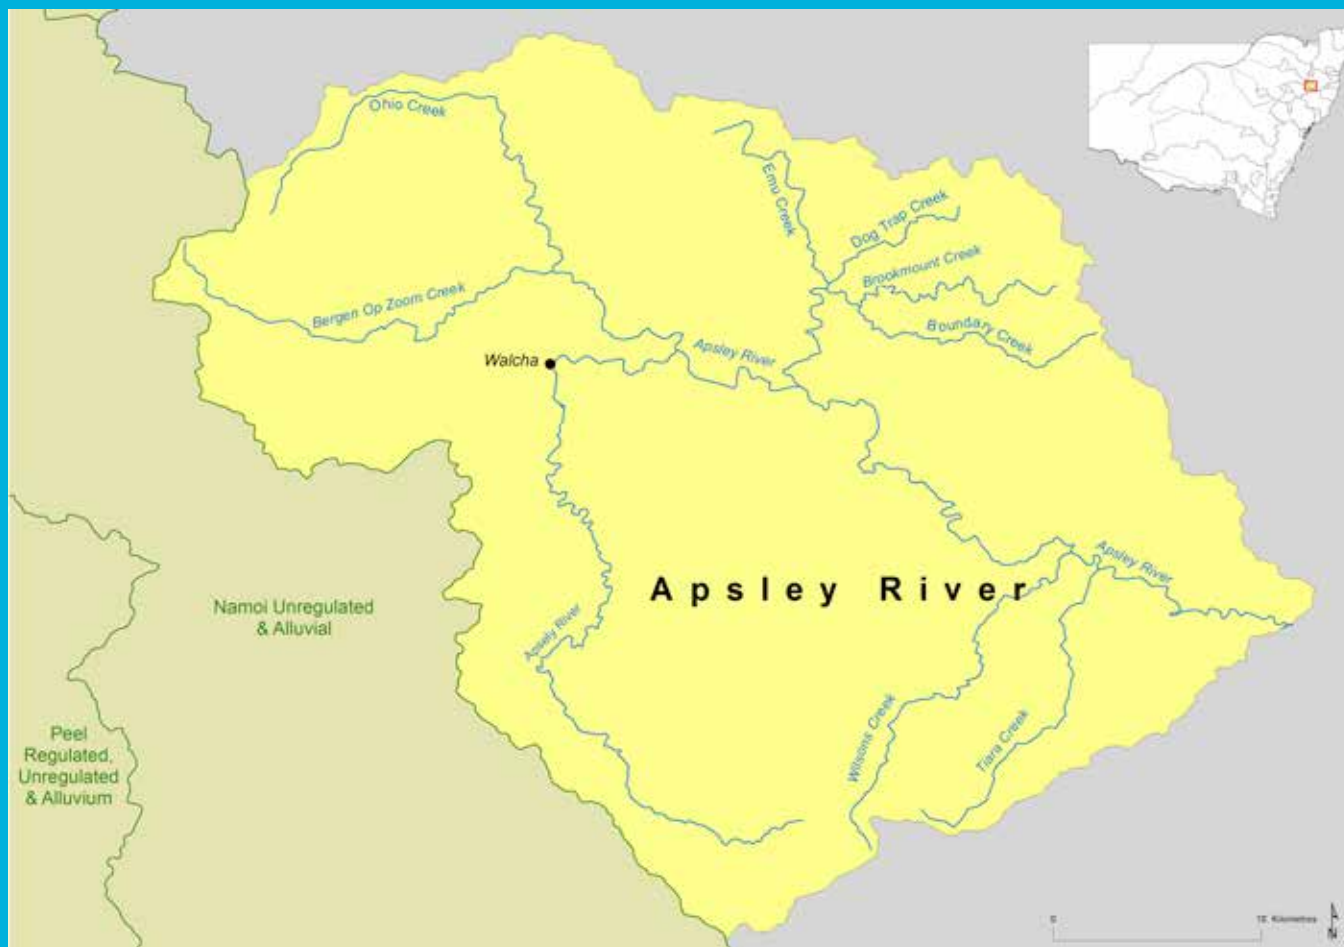 Ohio Creek
Emu Creek
Dog Trap Creek
Brookmount Creek
Boundary Creek
Bergen Op Zoom Creek
Walcha
Apsley River
Apsley River
Apsley River
Apsely River
Namoi Unregulated
& Alluvial
Wilsons Creek
Tiara Creek
Peel
Regulated,
Unregulated
& Alluvium
0
10 Kilometres
N